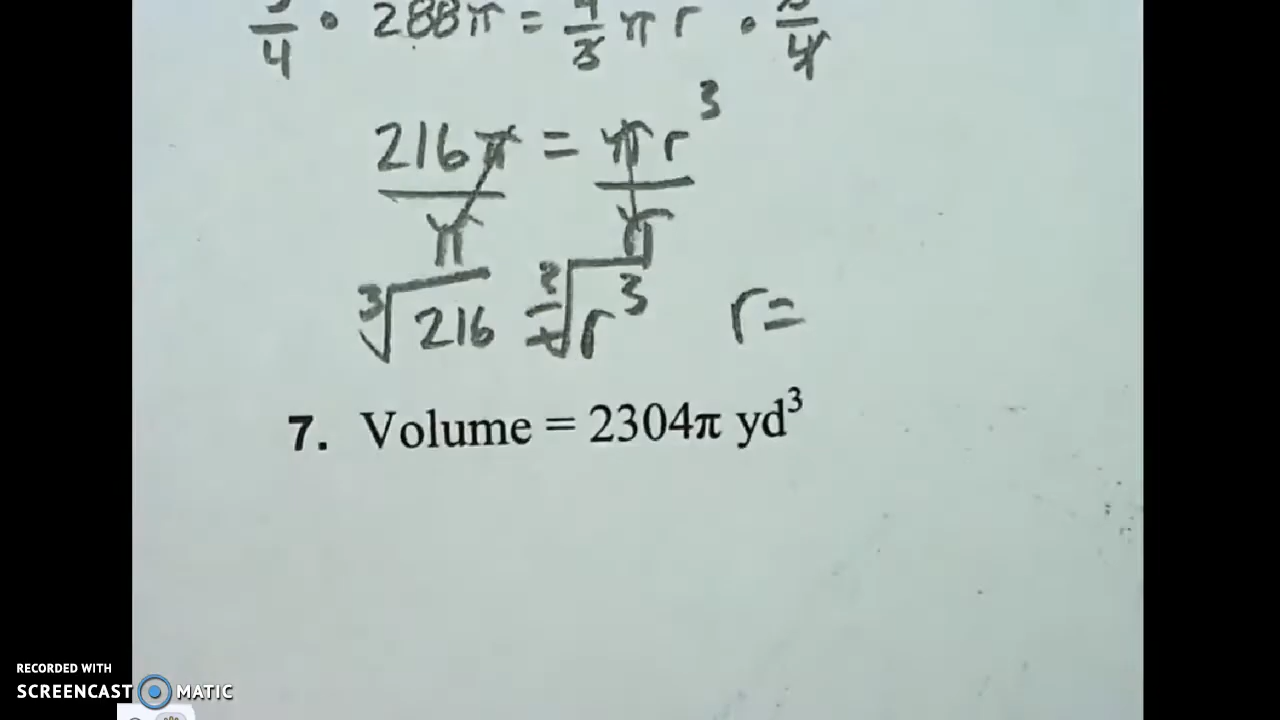 3/4 • 288π = 4/3 π r • 3/4
216π/π = πr³/π
∛216 = ∛r³ r=
7. Volume = 2304π yd³
RECORDED WITH
SCREENCAST MATIC